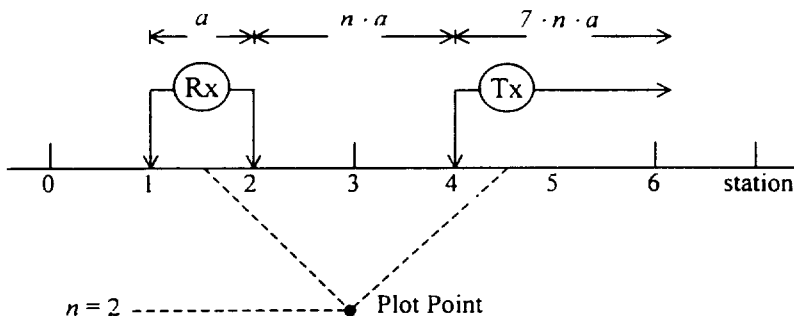 a n · a 7 · n · a
Rx Tx
0 1 2 3 4 5 6 station
n = 2 Plot Point